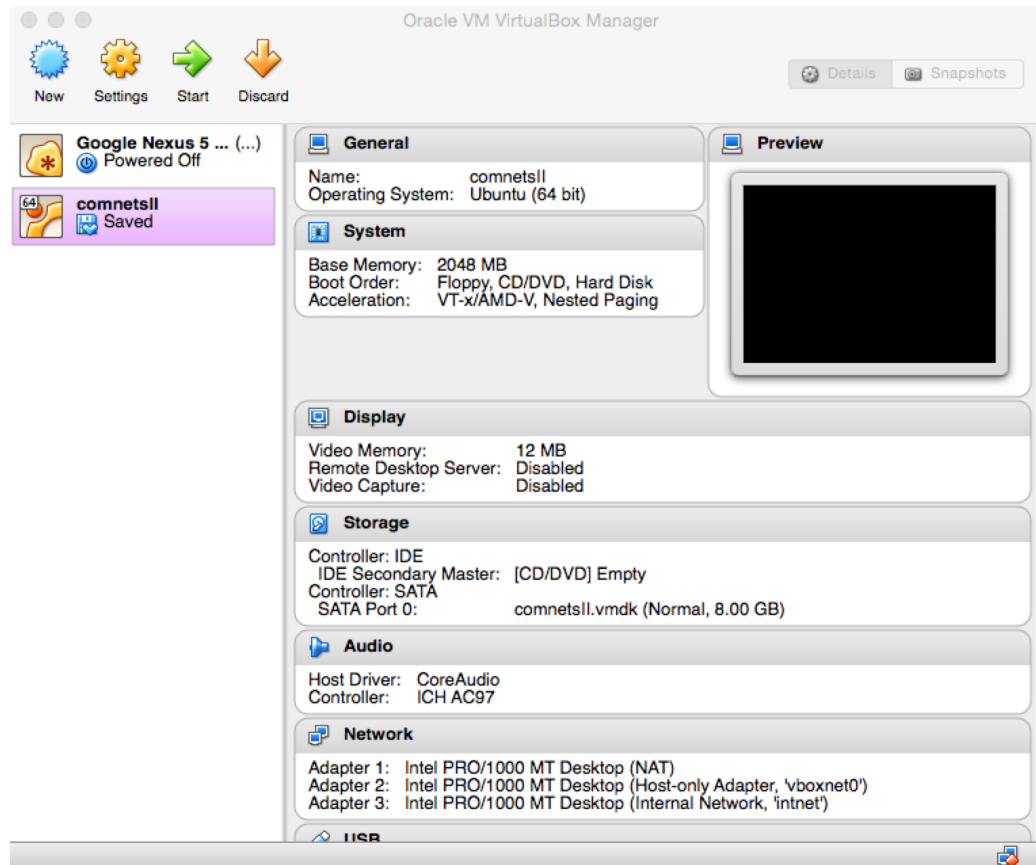 Oracle VM VirtualBox Manager
New Settings Start Discard
Details Snapshots
Google Nexus 5 ... (...)
Powered Off
64
comnetsII
Saved
General
Name: comnetsII
Operating System: Ubuntu (64 bit)
System
Base Memory: 2048 MB
Boot Order: Floppy, CD/DVD, Hard Disk
Acceleration: VT-x/AMD-V, Nested Paging
Preview
Display
Video Memory: 12 MB
Remote Desktop Server: Disabled
Video Capture: Disabled
Storage
Controller: IDE
IDE Secondary Master: [CD/DVD] Empty
Controller: SATA
SATA Port 0: comnetsII.vmdk (Normal, 8.00 GB)
Audio
Host Driver: CoreAudio
Controller: ICH AC97
Network
Adapter 1: Intel PRO/1000 MT Desktop (NAT)
Adapter 2: Intel PRO/1000 MT Desktop (Host-only Adapter, 'vboxnet0')
Adapter 3: Intel PRO/1000 MT Desktop (Internal Network, 'intnet')
USB